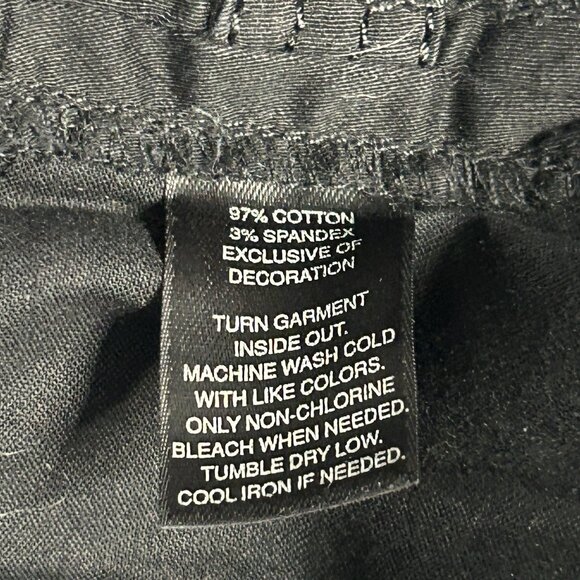 97% COTTON
3% SPANDEX
EXCLUSIVE OF
DECORATION
TURN GARMENT
INSIDE OUT.
MACHINE WASH COLD
WITH LIKE COLORS.
ONLY NON-CHLORINE
BLEACH WHEN NEEDED.
TUMBLE DRY LOW.
COOL IRON IF NEEDED.